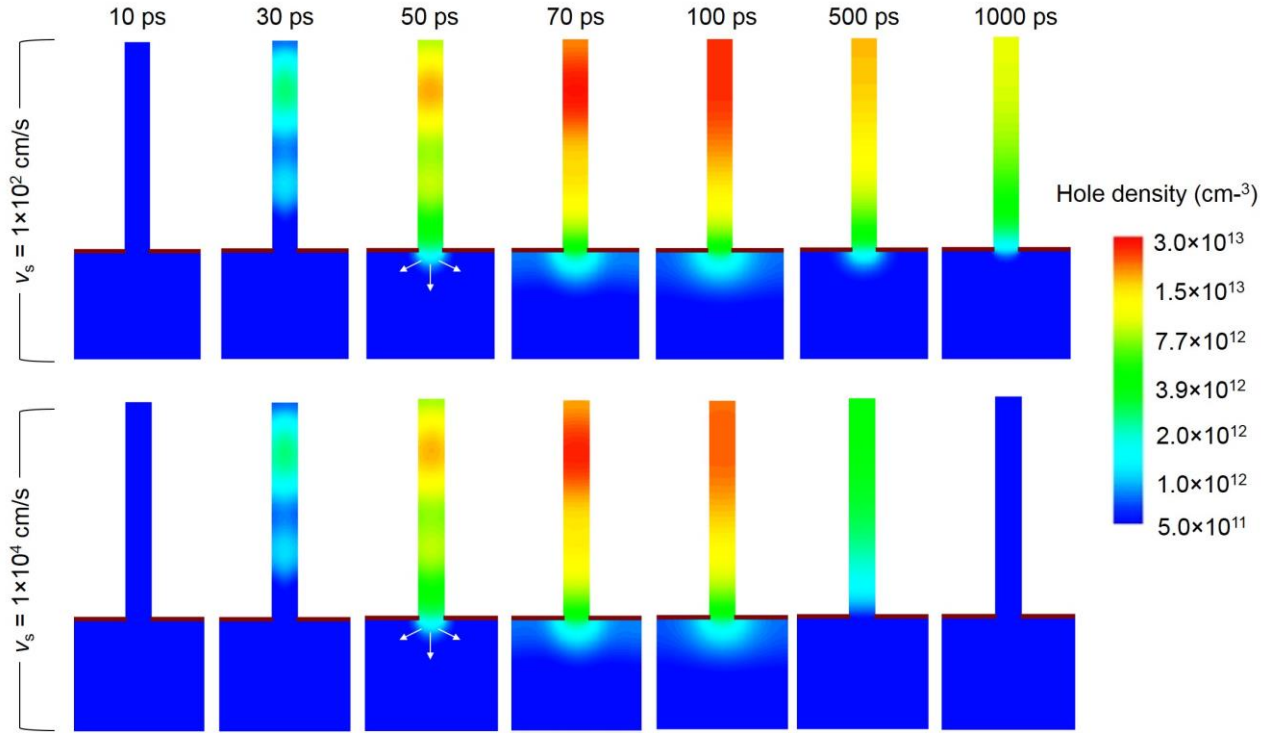 10 ps 30 ps 50 ps 70 ps 100 ps 500 ps 1000 ps
vs = 1×10² cm/s
Hole density (cm-³)
3.0×10¹³
1.5×10¹³
7.7×10¹²
3.9×10¹²
2.0×10¹²
1.0×10¹²
5.0×10¹¹
vs = 1×10⁴ cm/s